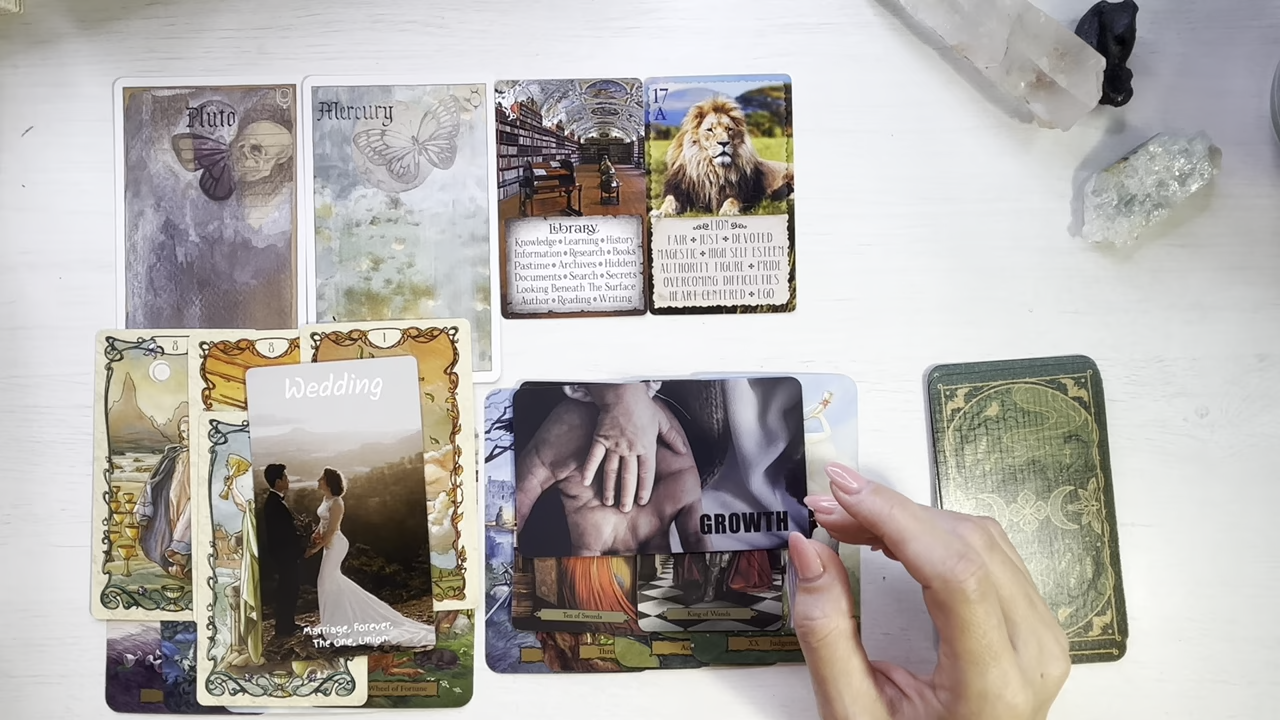 Pluto
Mercury
Library
Knowledge • Learning • History
Information • Research • Books
Pastime • Archives • Hidden
Documents • Search • Secrets
Looking Beneath The Surface
Author • Reading • Writing
17
A
LION
FAIR ✣ JUST ✣ DEVOTED
MAGESTIC ✣ HIGH SELF ESTEEM
AUTHORITY FIGURE ✣ PRIDE
OVERCOMING DIFFICULTIES
HEART-CENTERED ✣ EGO
8
8
1
Wedding
Marriage, Forever,
The One, Union
Wheel of Fortune
GROWTH
Ten of Swords
King of Wands
Thre
Ac
XX Judgeme